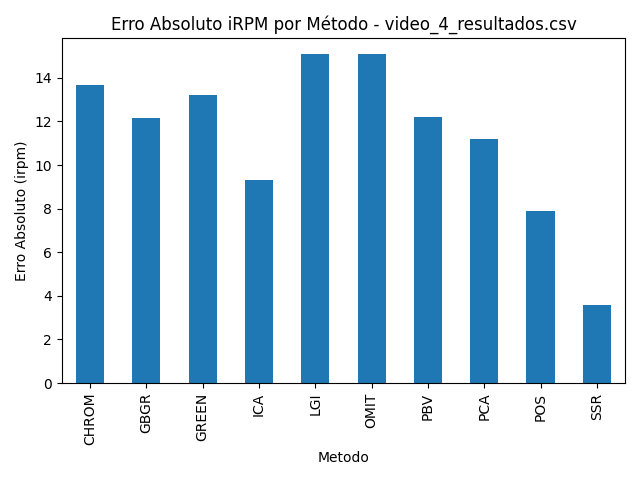 Erro Absoluto iRPM por Método - video_4_resultados.csv
Erro Absoluto (irpm)
14
12
10
8
6
4
2
0
CHROM
GBGR
GREEN
ICA
LGI
OMIT
PBV
PCA
POS
SSR
Metodo